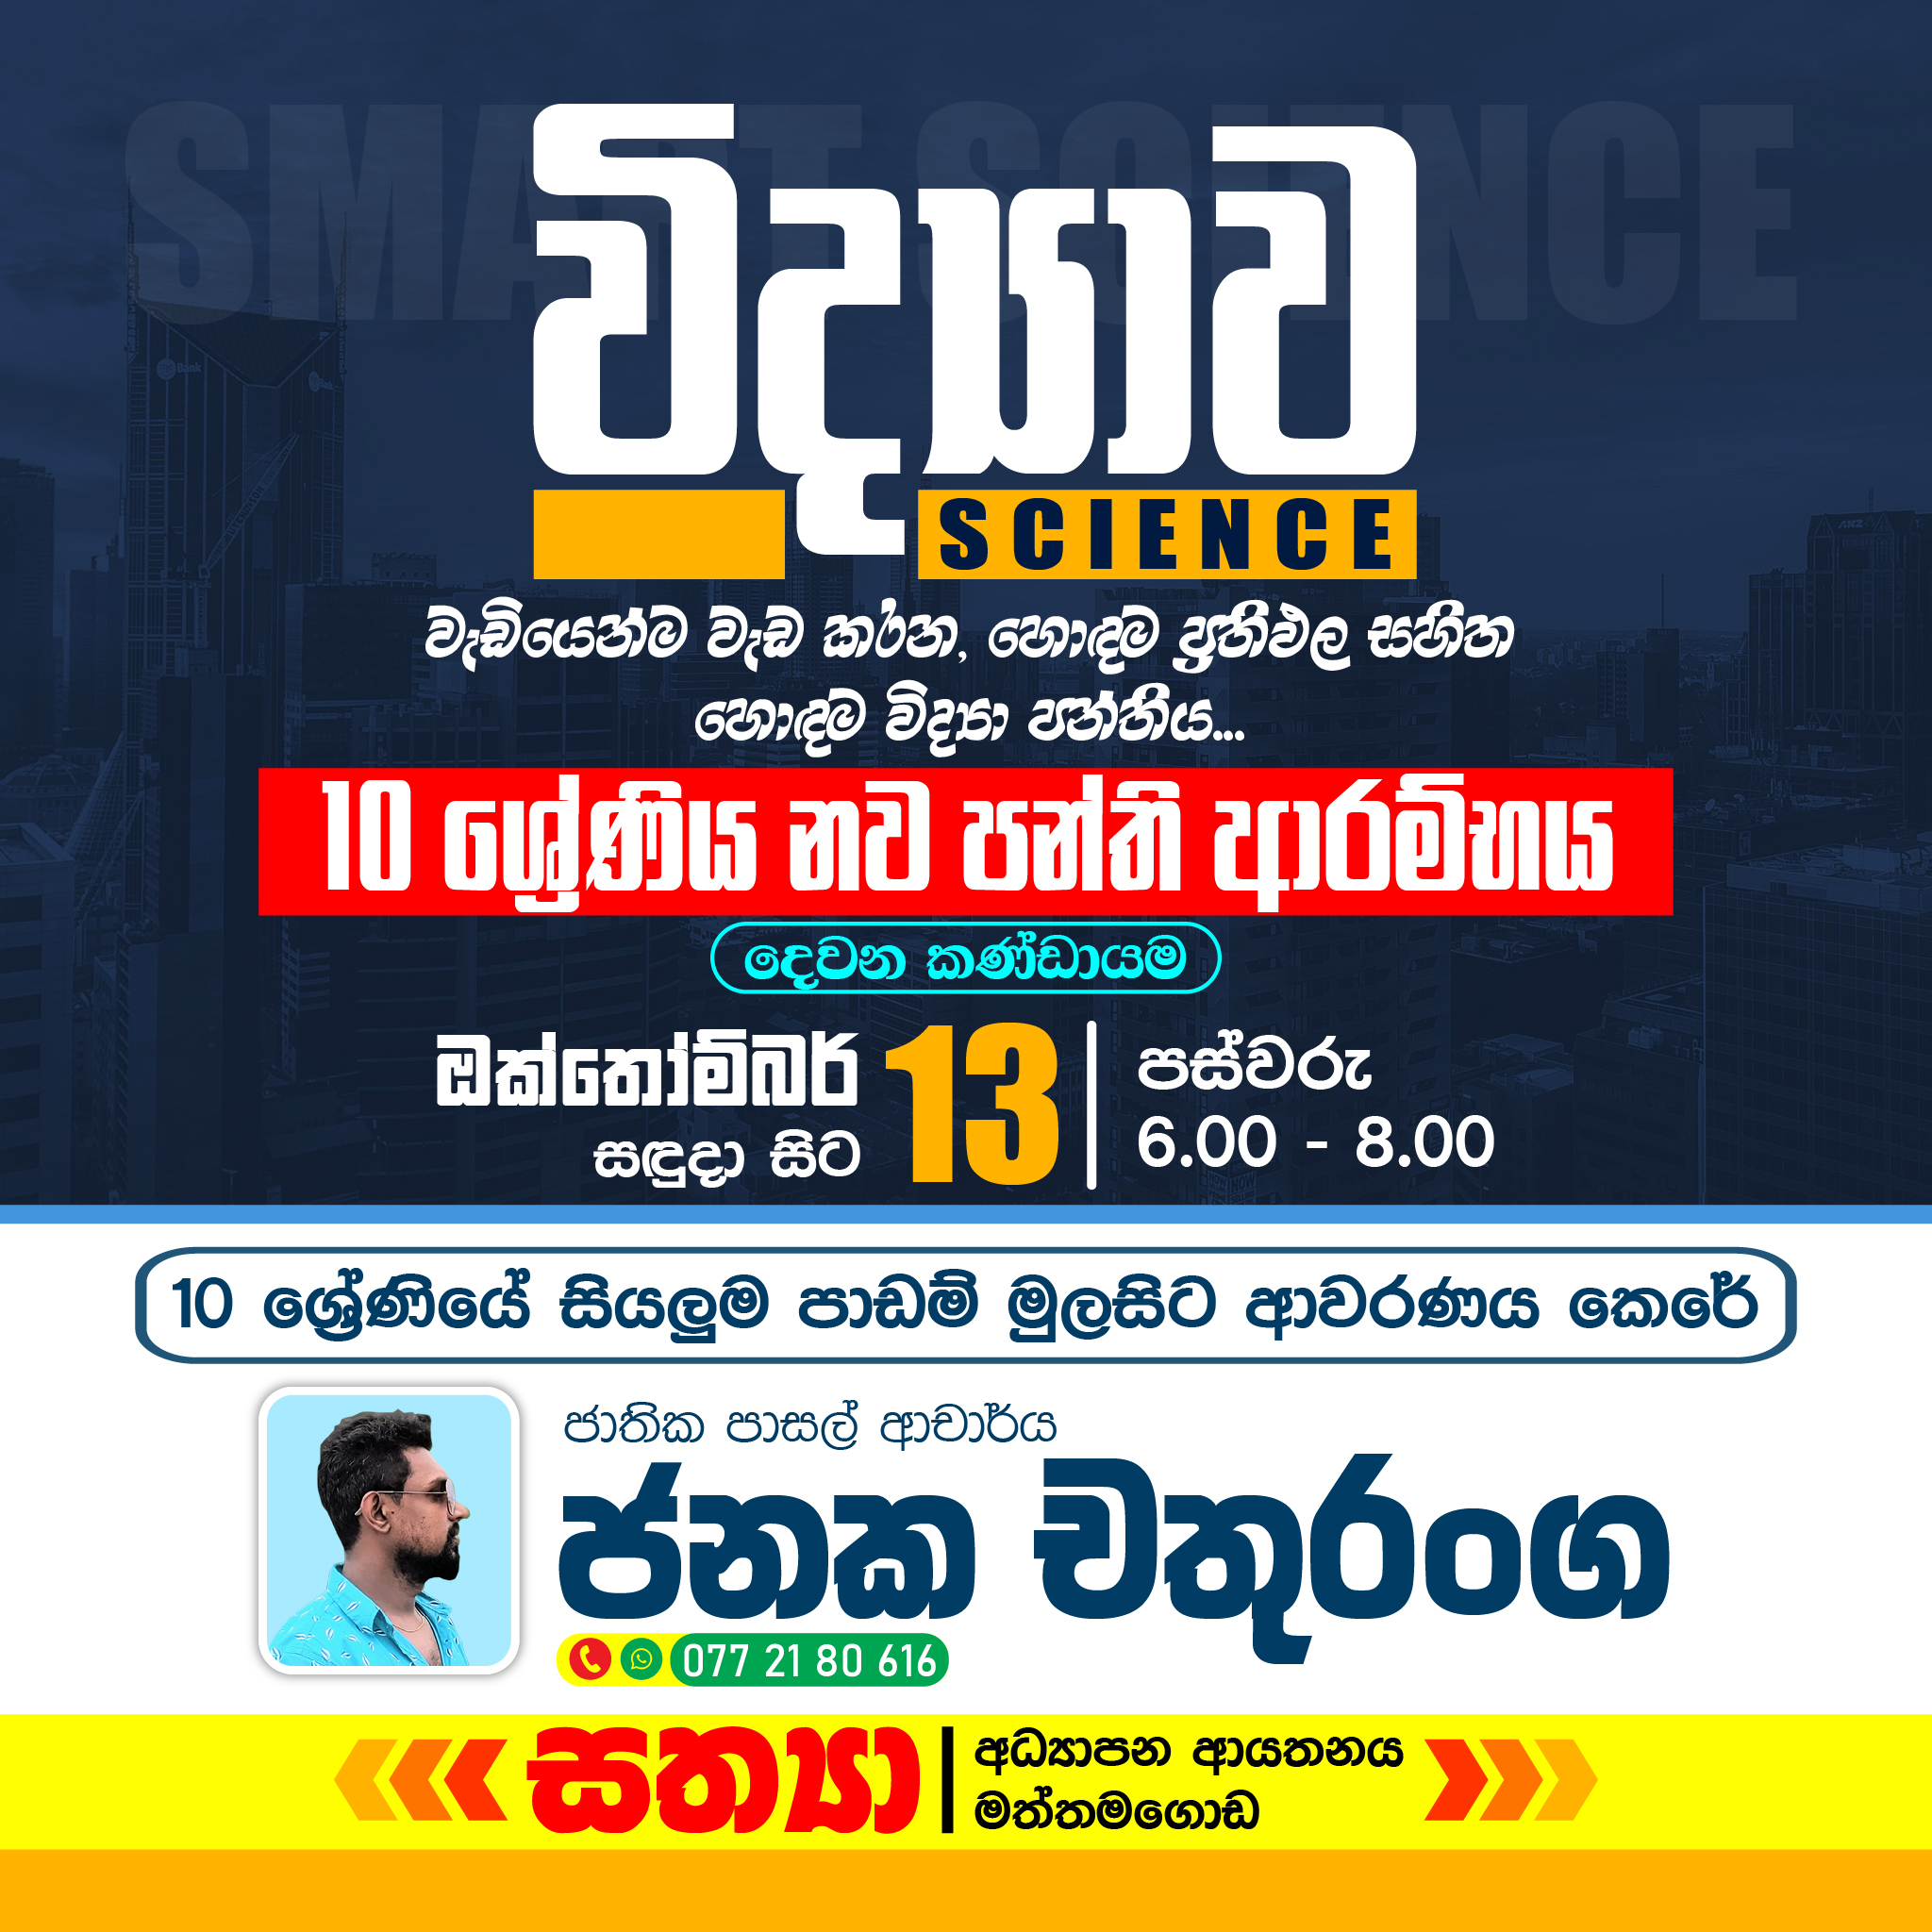 SMART SCIENCE
විද්‍යාව
SCIENCE
වැඩියෙන්ම වැඩ කරන, හොඳම ප්‍රතිඵල සහිත
හොඳම විද්‍යා පන්තිය...
10 ශ්‍රේණිය නව පන්ති ආරම්භය
දෙවන කණ්ඩායම
ඔක්තෝම්බර් 13
සඳුදා සිට
පස්වරු
6.00 - 8.00
10 ශ්‍රේණියේ සියලුම පාඩම් මුලසිට ආවරණය කෙරේ
ජාතික පාසල් ආචාර්ය
ජනක චතුරංග
077 21 80 616
සත්‍යා
අධ්‍යාපන ආයතනය
මත්තමගොඩ